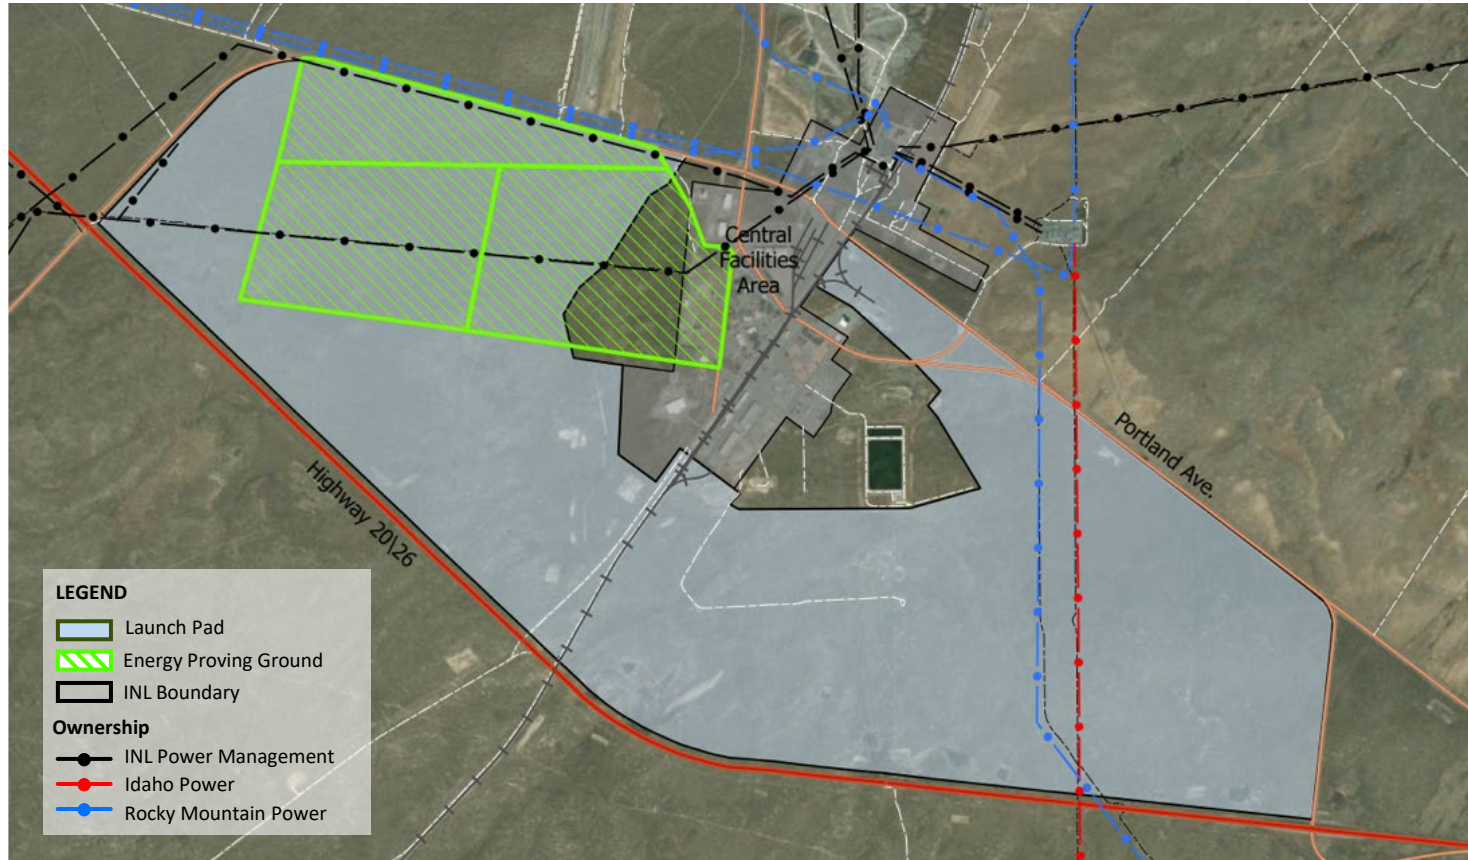 Central
Facilities
Area
Portland Ave.
Highway 20\26
LEGEND
Launch Pad
Energy Proving Ground
INL Boundary
Ownership
INL Power Management
Idaho Power
Rocky Mountain Power